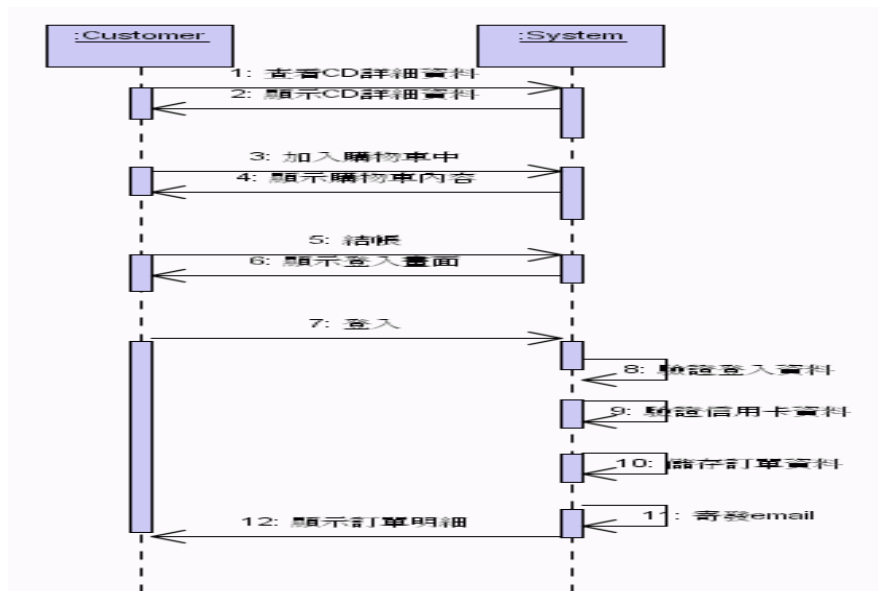 :Customer
:System
1: 查看CD詳細資料
2: 顯示CD詳細資料
3: 加入購物車中
4: 顯示購物車內容
5: 結帳
6: 顯示登入畫面
7: 登入
8: 驗證登入資料
9: 驗證信用卡資料
10: 儲存訂單資料
11: 寄發email
12: 顯示訂單明細